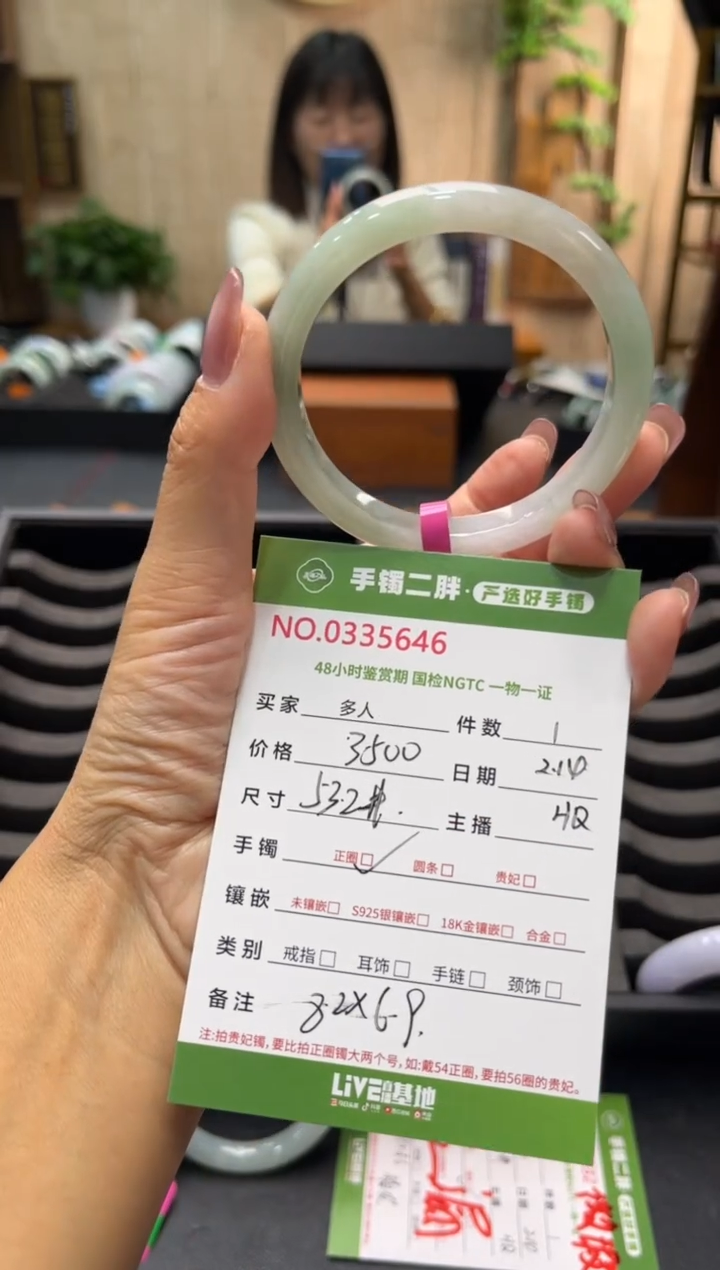 手镯二胖·严选好手镯
NO.0335646
48小时鉴赏期 国检NGTC 一物一证
买家 多人 件数 1
价格 3500 日期 2.14
尺寸 53.2 主播
手镯 正圈□ 圆条□ 贵妃□
镶嵌 未镶嵌□ S925银镶嵌□ 18K金镶嵌□ 合金□
类别 戒指□ 耳饰□ 手链□ 颈饰□
备注 8.2X6.9.
注:拍贵妃镯,要比拍正圈镯大两个号,如:戴54正圈,要拍56圈的贵妃。
LiVE直播基地